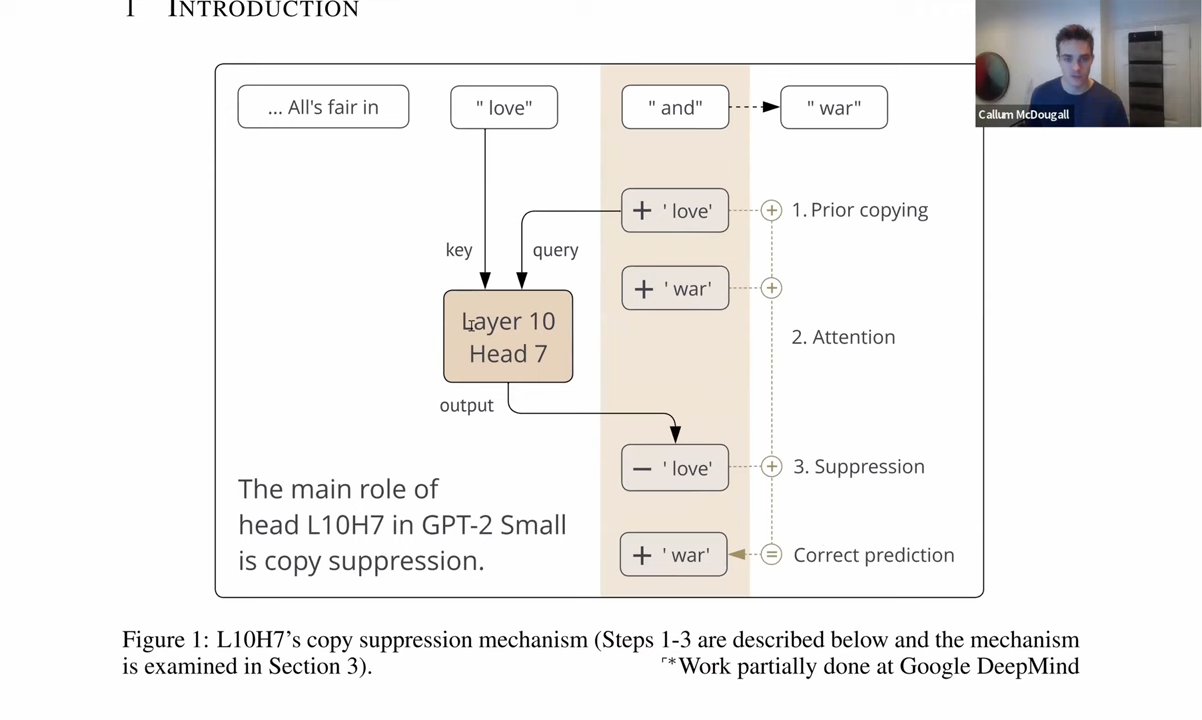 1 INTRODUCTION
Callum McDougall
... All's fair in
" love"
" and"
" war"
+ ' love'
1. Prior copying
key
query
+ ' war'
Layer 10
Head 7
2. Attention
output
− ' love'
3. Suppression
The main role of
head L10H7 in GPT-2 Small
is copy suppression.
+ ' war'
= Correct prediction
Figure 1: L10H7's copy suppression mechanism (Steps 1-3 are described below and the mechanism
is examined in Section 3). *Work partially done at Google DeepMind